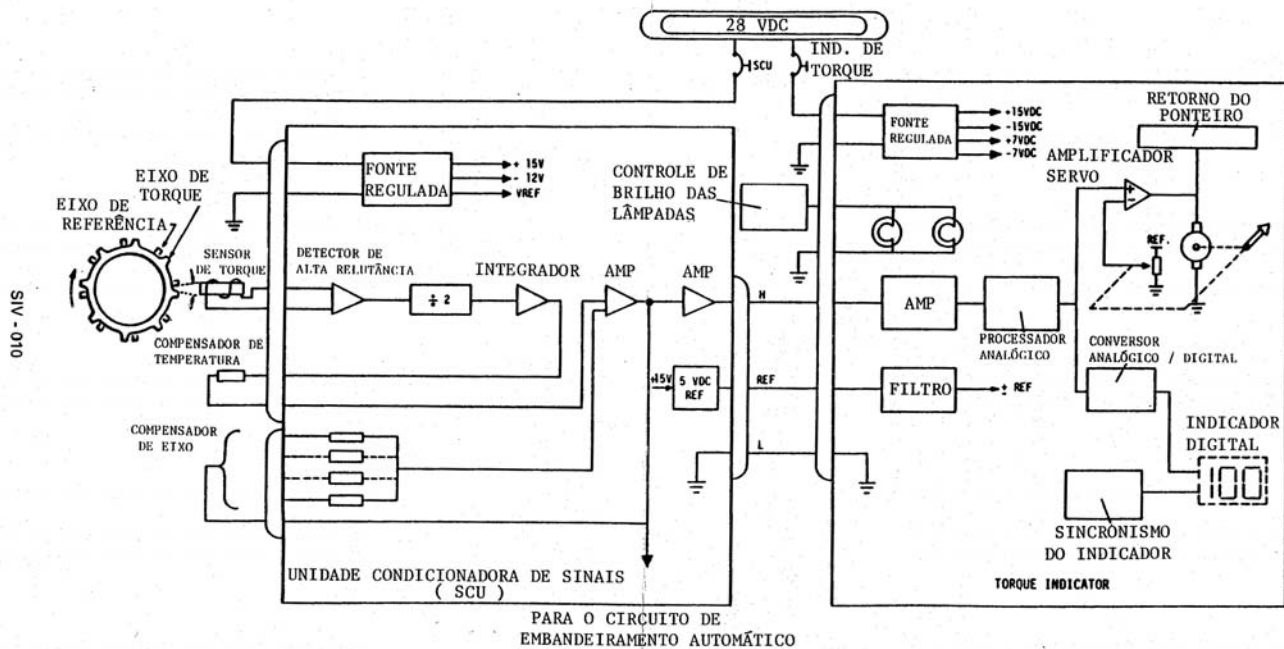 28 VDC
SCU
IND. DE
TORQUE
RETORNO DO
PONTEIRO
FONTE
REGULADA
+15VDC
-15VDC
+7VDC
-7VDC
AMPLIFICADOR
SERVO
EIXO DE
TORQUE
EIXO DE
REFERÊNCIA
FONTE
REGULADA
+ 15V
- 12V
VREF
CONTROLE DE
BRILHO DAS
LÂMPADAS
REF.
SENSOR
DE TORQUE
DETECTOR DE
ALTA RELUTÂNCIA
INTEGRADOR
AMP
AMP
÷ 2
H
AMP
PROCESSADOR
ANALÓGICO
CONVERSOR
ANALÓGICO / DIGITAL
SIV - 010
COMPENSADOR DE
TEMPERATURA
+15V
5 VDC
REF
REF
FILTRO
± REF
COMPENSADOR
DE EIXO
L
INDICADOR
DIGITAL
100
SINCRONISMO
DO INDICADOR
UNIDADE CONDICIONADORA DE SINAIS
( SCU )
TORQUE INDICATOR
PARA O CIRCUITO DE
EMBANDEIRAMENTO AUTOMÁTICO